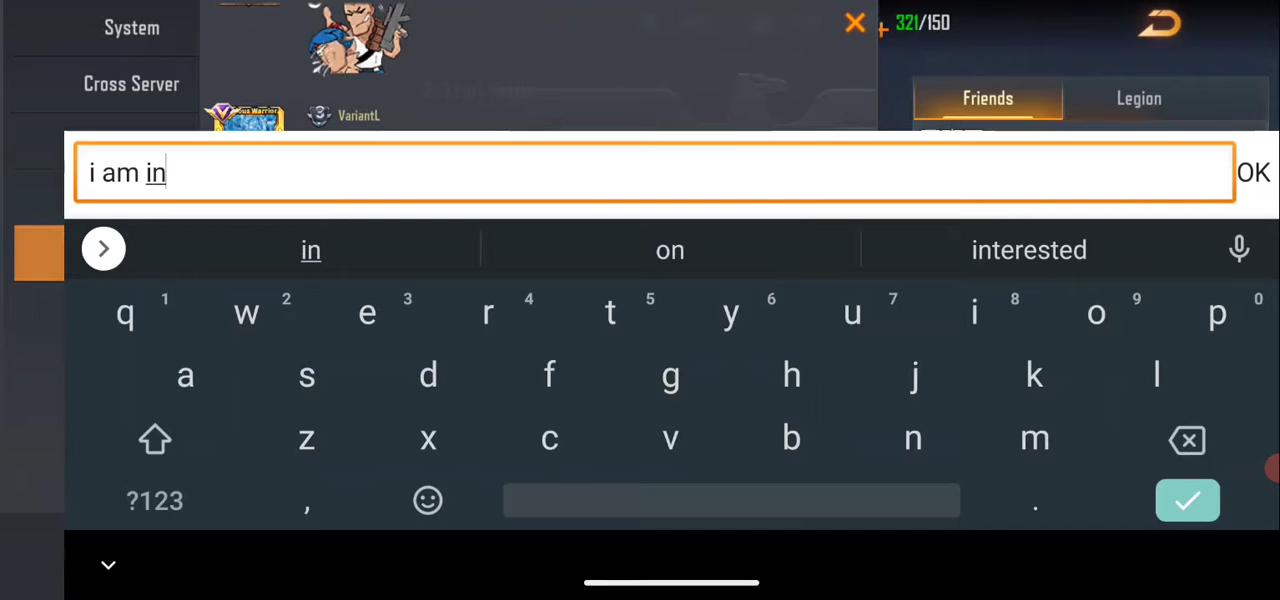 System
321/150
Cross Server
Friends
Legion
VariantL
i am in
OK
in
on
interested
q 1 w 2 e 3 r 4 t 5 y 6 u 7 i 8 o 9 p 0
a s d f g h j k l
z x c v b n m
?123 , .